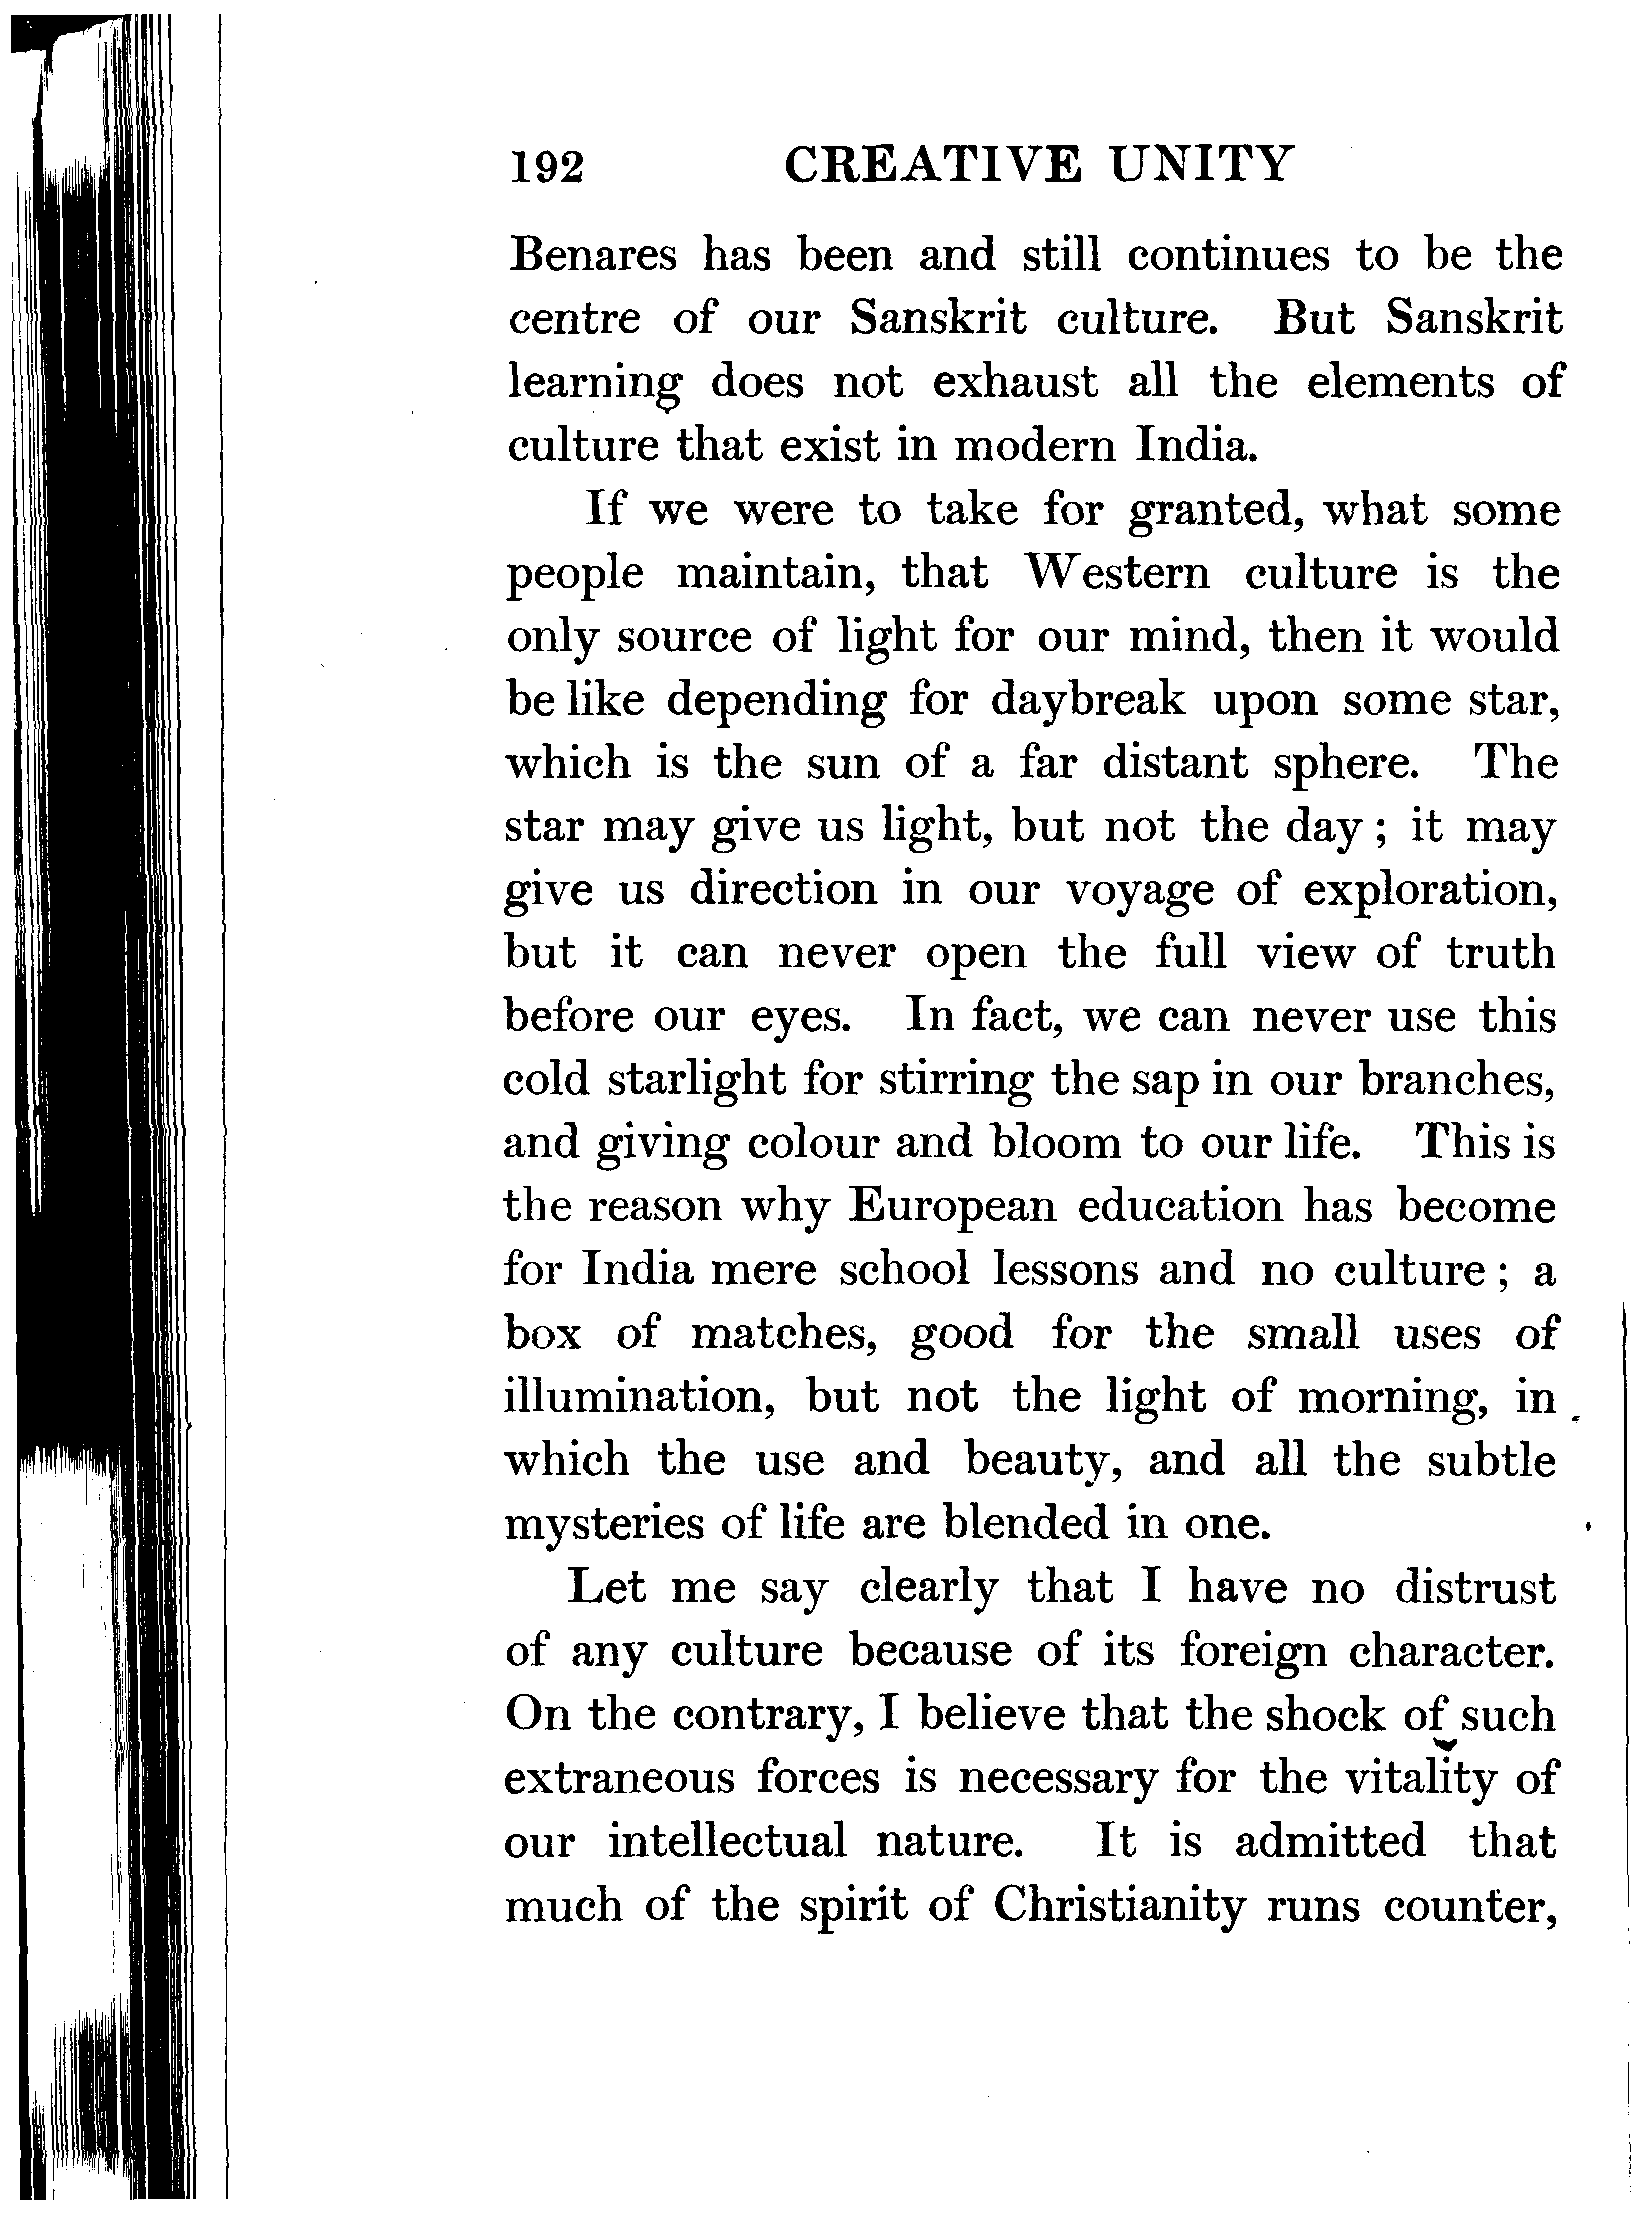 192 CREATIVE UNITY
Benares has been and still continues to be the
centre of our Sanskrit culture. But Sanskrit
learning does not exhaust all the elements of
culture that exist in modern India.
If we were to take for granted, what some
people maintain, that Western culture is the
only source of light for our mind, then it would
be like depending for daybreak upon some star,
which is the sun of a far distant sphere. The
star may give us light, but not the day ; it may
give us direction in our voyage of exploration,
but it can never open the full view of truth
before our eyes. In fact, we can never use this
cold starlight for stirring the sap in our branches,
and giving colour and bloom to our life. This is
the reason why European education has become
for India mere school lessons and no culture ; a
box of matches, good for the small uses of
illumination, but not the light of morning, in
which the use and beauty, and all the subtle
mysteries of life are blended in one.
Let me say clearly that I have no distrust
of any culture because of its foreign character.
On the contrary, I believe that the shock of such
extraneous forces is necessary for the vitality of
our intellectual nature. It is admitted that
much of the spirit of Christianity runs counter,